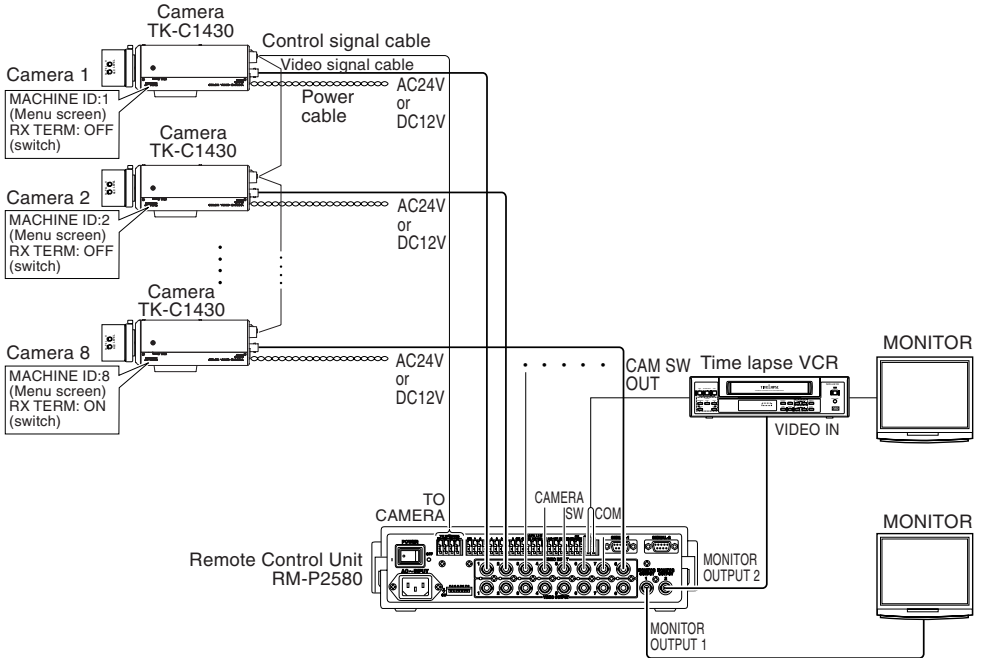 Camera
TK-C1430
Control signal cable
Video signal cable
Camera 1
MACHINE ID:1
(Menu screen)
RX TERM: OFF
(switch)
Power
cable
AC24V
or
DC12V
Camera
TK-C1430
Camera 2
MACHINE ID:2
(Menu screen)
RX TERM: OFF
(switch)
AC24V
or
DC12V
Camera
TK-C1430
Camera 8
MACHINE ID:8
(Menu screen)
RX TERM: ON
(switch)
AC24V
or
DC12V
CAM SW
OUT
Time lapse VCR
MONITOR
VIDEO IN
TO
CAMERA
CAMERA
SW
COM
Remote Control Unit
RM-P2580
POWER
MONITOR
OUTPUT 2
MONITOR
OUTPUT 1
MONITOR